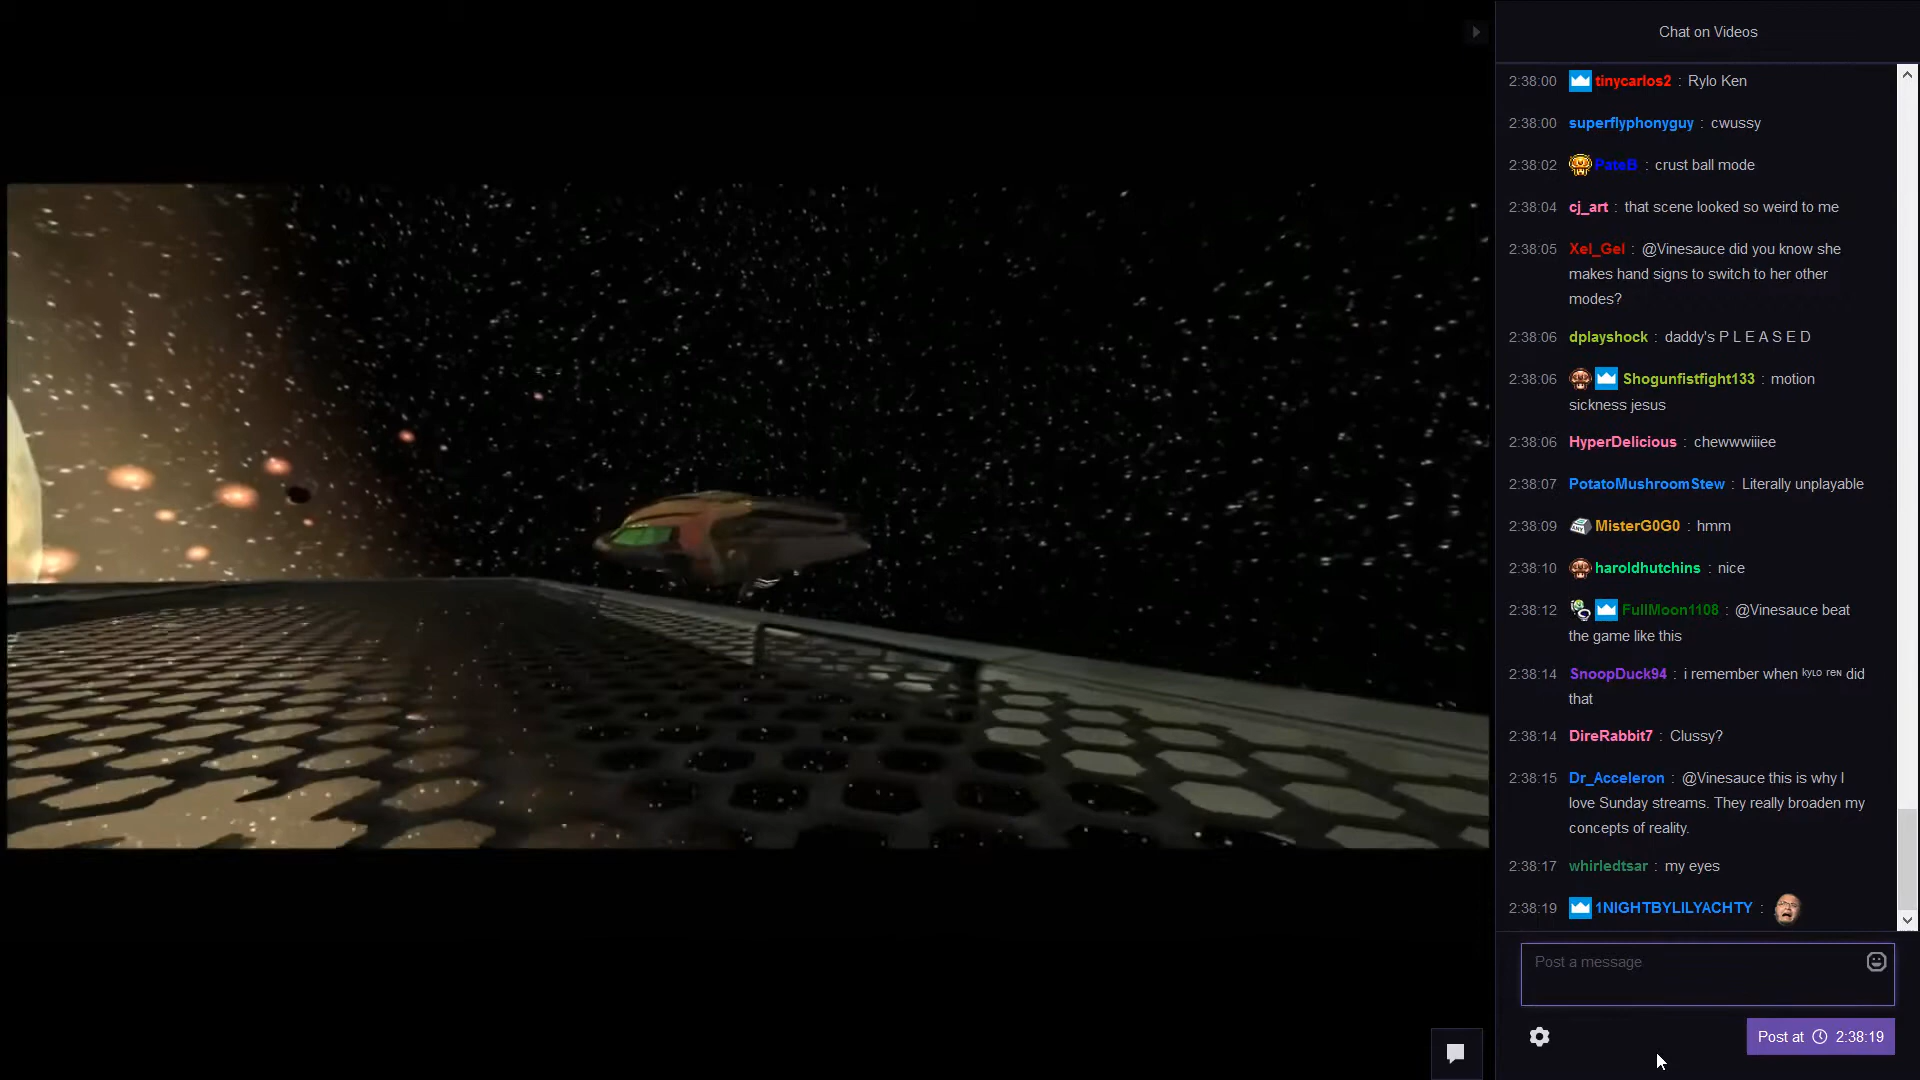 Chat on Videos
2:38:00 tinycarlos2 : Rylo Ken
2:38:00 superflyphonyguy : cwussy
2:38:02 PateB : crust ball mode
2:38:04 cj_art : that scene looked so weird to me
2:38:05 Xel_Gel : @Vinesauce did you know she
makes hand signs to switch to her other
modes?
2:38:06 dplayshock : daddy's P L E A S E D
2:38:06 Shogunfistfight133 : motion
sickness jesus
2:38:06 HyperDelicious : chewwwiiiee
2:38:07 PotatoMushroomStew : Literally unplayable
2:38:09 MisterG0G0 : hmm
2:38:10 haroldhutchins : nice
2:38:12 FullMoon1108 : @Vinesauce beat
the game like this
2:38:14 SnoopDuck94 : i remember when ᴷʸᴸᴼ ʳᵉᴺ did
that
2:38:14 DireRabbit7 : Clussy?
2:38:15 Dr_Acceleron : @Vinesauce this is why I
love Sunday streams. They really broaden my
concepts of reality.
2:38:17 whirledtsar : my eyes
2:38:19 1NIGHTBYLILYACHTY :
Post a message
Post at 2:38:19